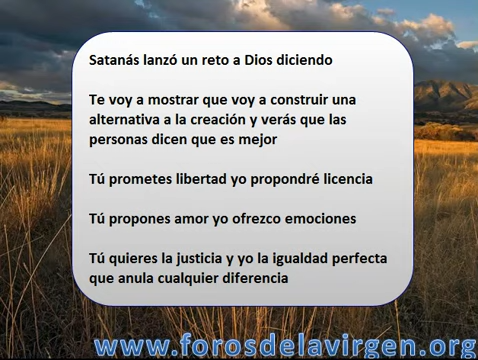 Satanás lanzó un reto a Dios diciendo
Te voy a mostrar que voy a construir una
alternativa a la creación y verás que las
personas dicen que es mejor
Tú prometes libertad yo propondré licencia
Tú propones amor yo ofrezco emociones
Tú quieres la justicia y yo la igualdad perfecta
que anula cualquier diferencia
www.forosdelavirgen.org